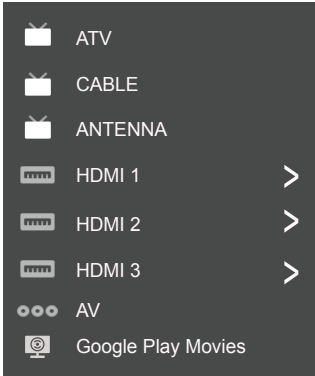 ATV
CABLE
ANTENNA
HDMI 1
HDMI 2
HDMI 3
AV
Google Play Movies